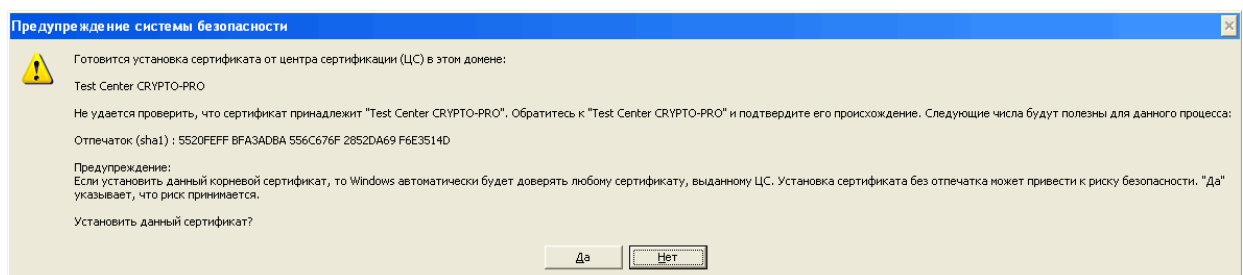 Предупреждение системы безопасности
Готовится установка сертификата от центра сертификации (ЦС) в этом домене:
Test Center CRYPTO-PRO
Не удается проверить, что сертификат принадлежит "Test Center CRYPTO-PRO". Обратитесь к "Test Center CRYPTO-PRO" и подтвердите его происхождение. Следующие числа будут полезны для данного процесса:
Отпечаток (sha1) : 5520FEFF BFA3ADBA 556C676F 2852DA69 F6E3514D
Предупреждение:
Если установить данный корневой сертификат, то Windows автоматически будет доверять любому сертификату, выданному ЦС. Установка сертификата без отпечатка может привести к риску безопасности. "Да"
указывает, что риск принимается.
Установить данный сертификат?
Да Нет